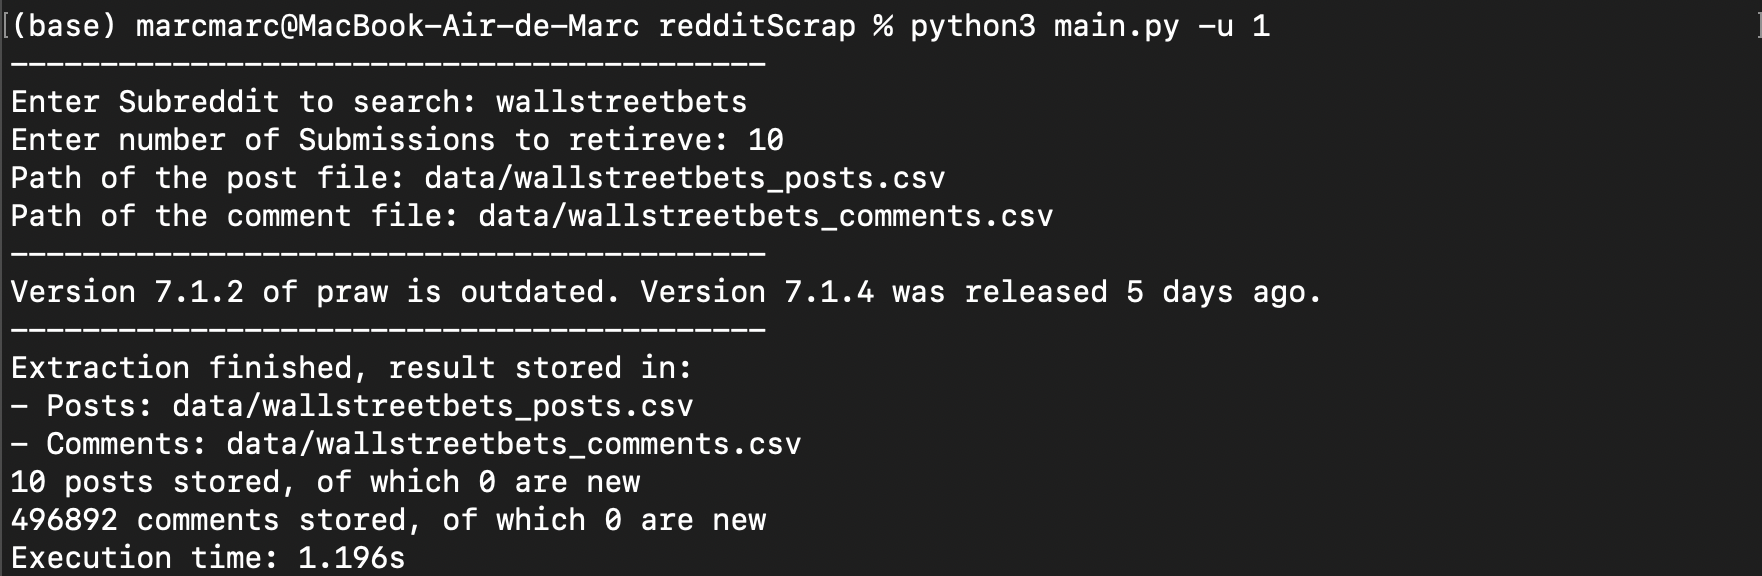 [(base) marcmarc@MacBook-Air-de-Marc redditScrap % python3 main.py -u 1 ]
------------------------------------------
Enter Subreddit to search: wallstreetbets
Enter number of Submissions to retireve: 10
Path of the post file: data/wallstreetbets_posts.csv
Path of the comment file: data/wallstreetbets_comments.csv
------------------------------------------
Version 7.1.2 of praw is outdated. Version 7.1.4 was released 5 days ago.
------------------------------------------
Extraction finished, result stored in:
- Posts: data/wallstreetbets_posts.csv
- Comments: data/wallstreetbets_comments.csv
10 posts stored, of which 0 are new
496892 comments stored, of which 0 are new
Execution time: 1.196s